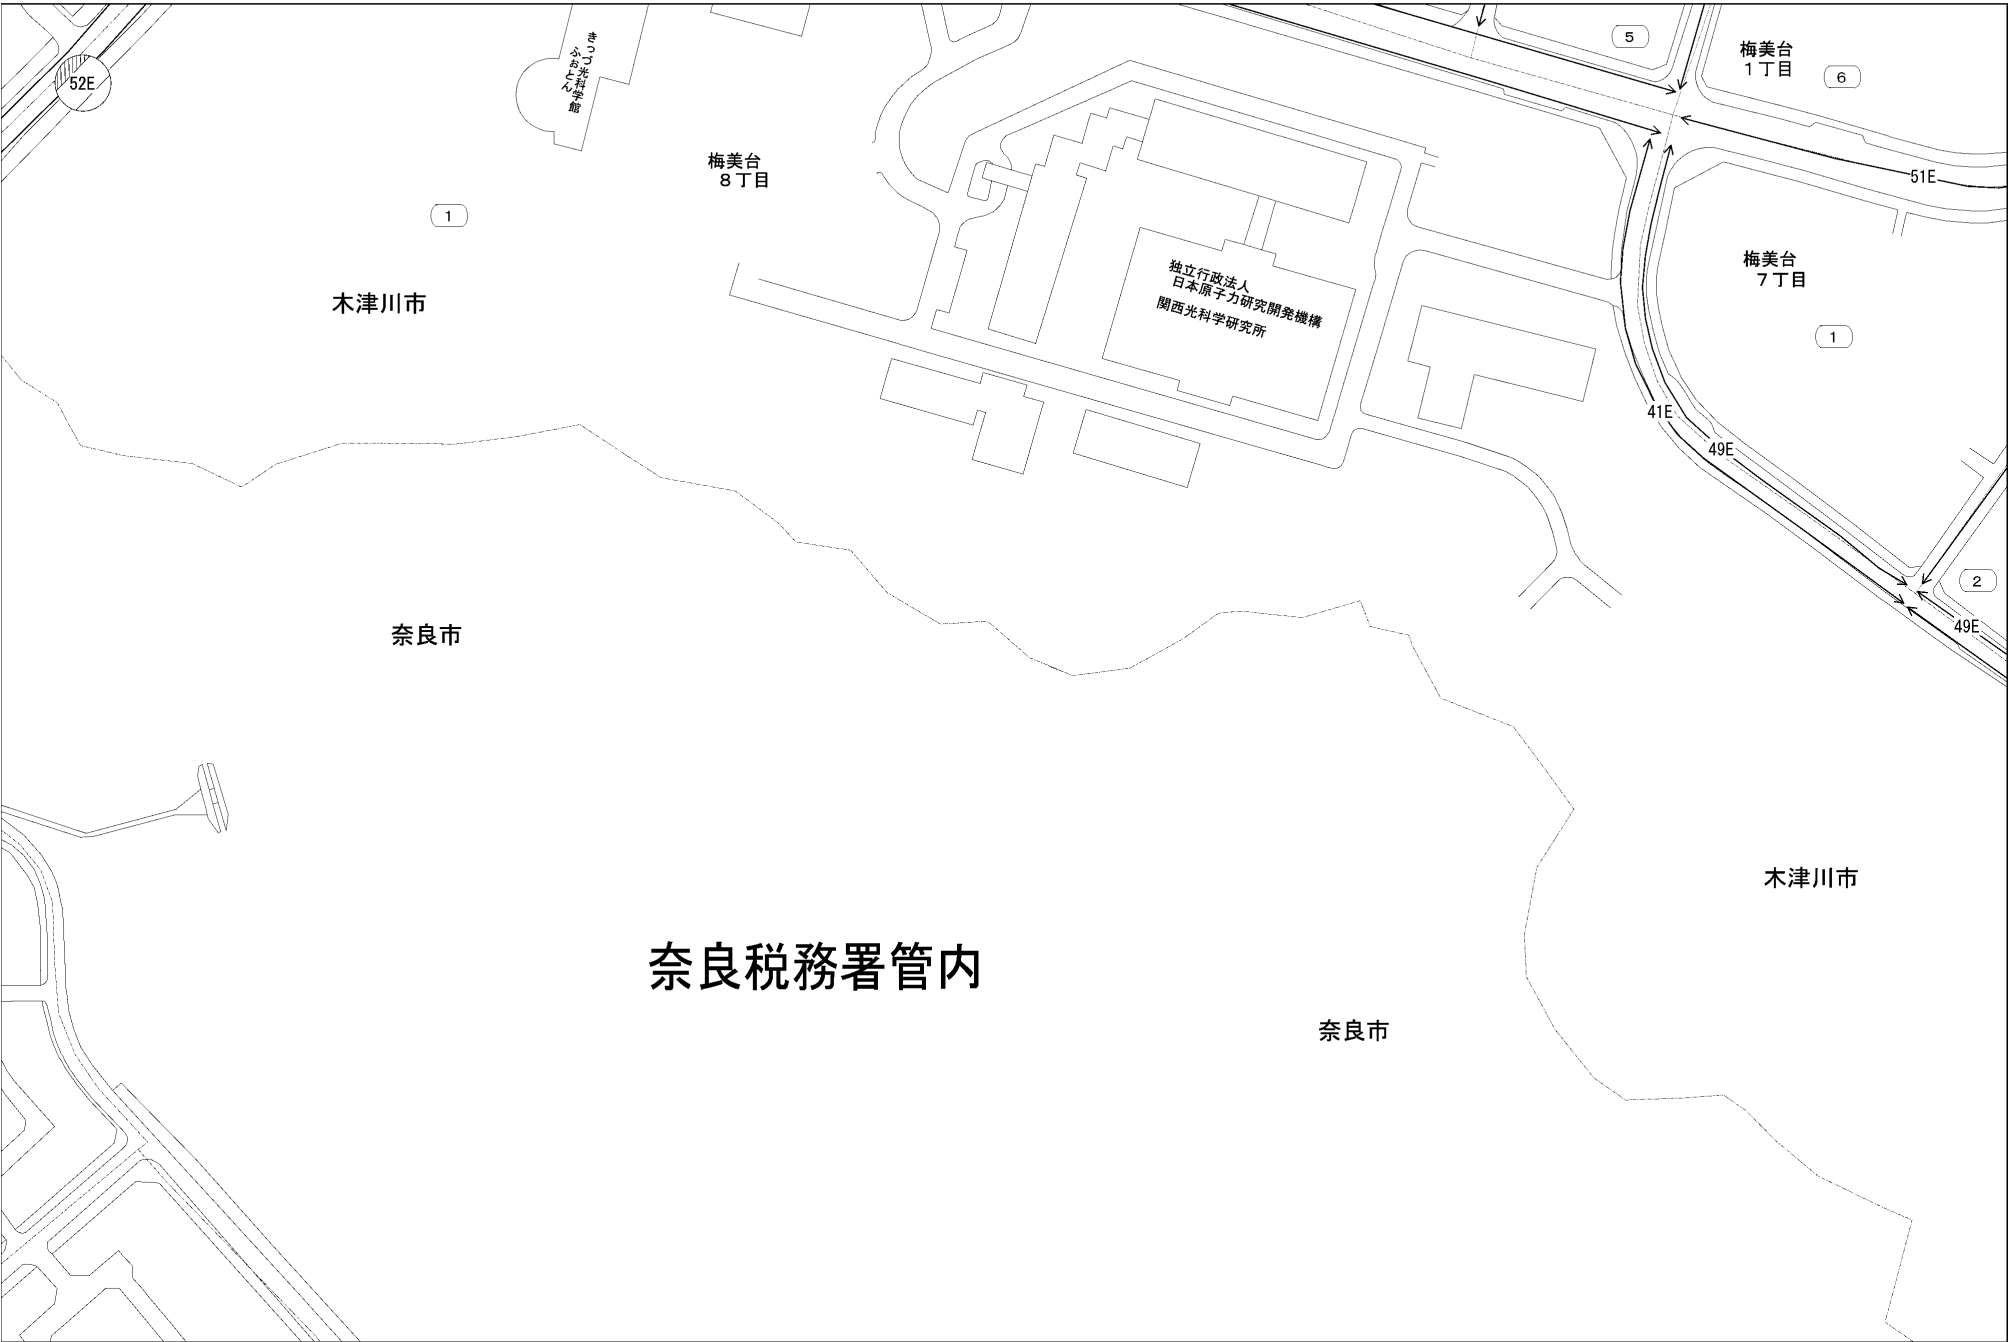 52E
きっづ光科学館
ふぉとん
5
梅美台
1丁目
6
梅美台
8丁目
1
51E
梅美台
7丁目
木津川市
独立行政法人
日本原子力研究開発機構
関西光科学研究所
1
41E
49E
2
49E
奈良市
木津川市
奈良税務署管内
奈良市